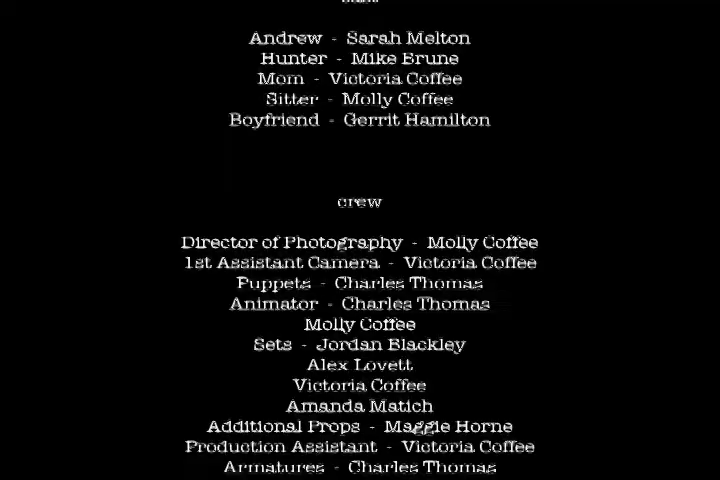 Andrew - Sarah Melton
Hunter - Mike Brune
Mom - Victoria Coffee
Sitter - Molly Coffee
Boyfriend - Gerrit Hamilton
crew
Director of Photography - Molly Coffee
1st Assistant Camera - Victoria Coffee
Puppets - Charles Thomas
Animator - Charles Thomas
Molly Coffee
Sets - Jordan Blackley
Alex Lovett
Victoria Coffee
Amanda Matich
Additional Props - Maggie Horne
Production Assistant - Victoria Coffee
Armatures - Charles Thomas